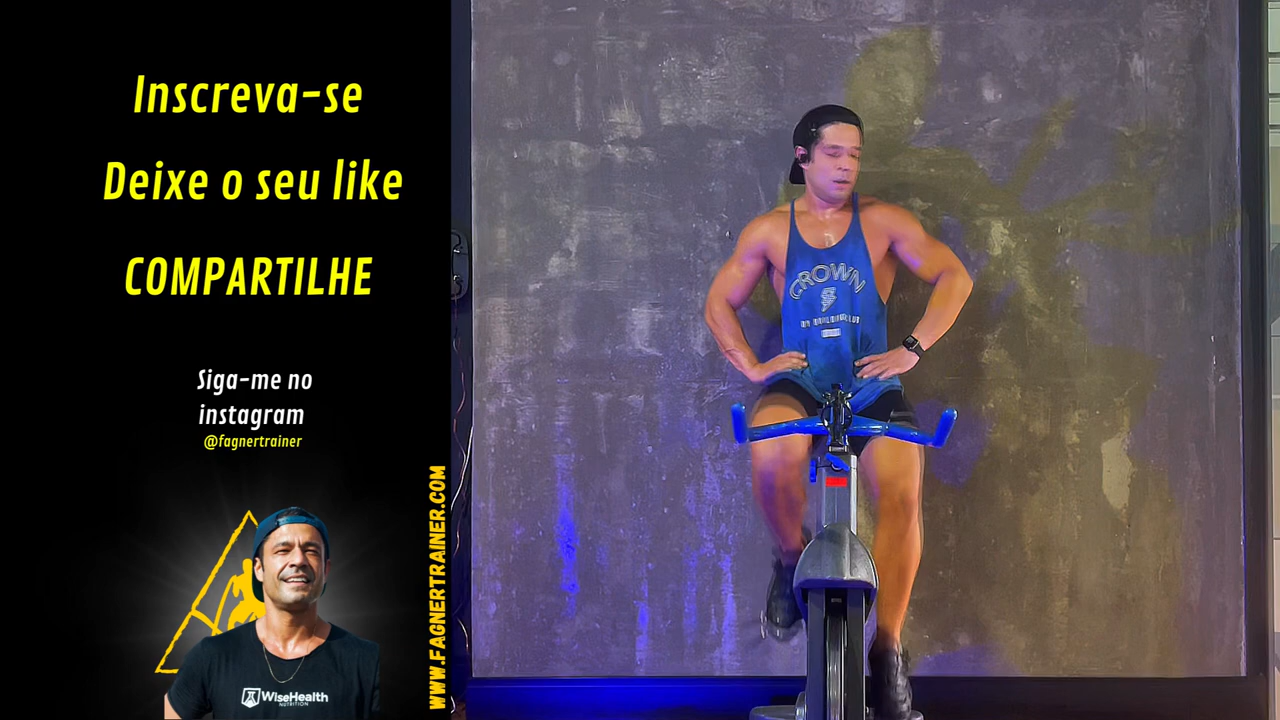 Inscreva-se
Deixe o seu like
COMPARTILHE
Siga-me no
instagram
@fagnertrainer
WWW.FAGNERTRAINER.COM
WiseHealth
NUTRITION
CROWN